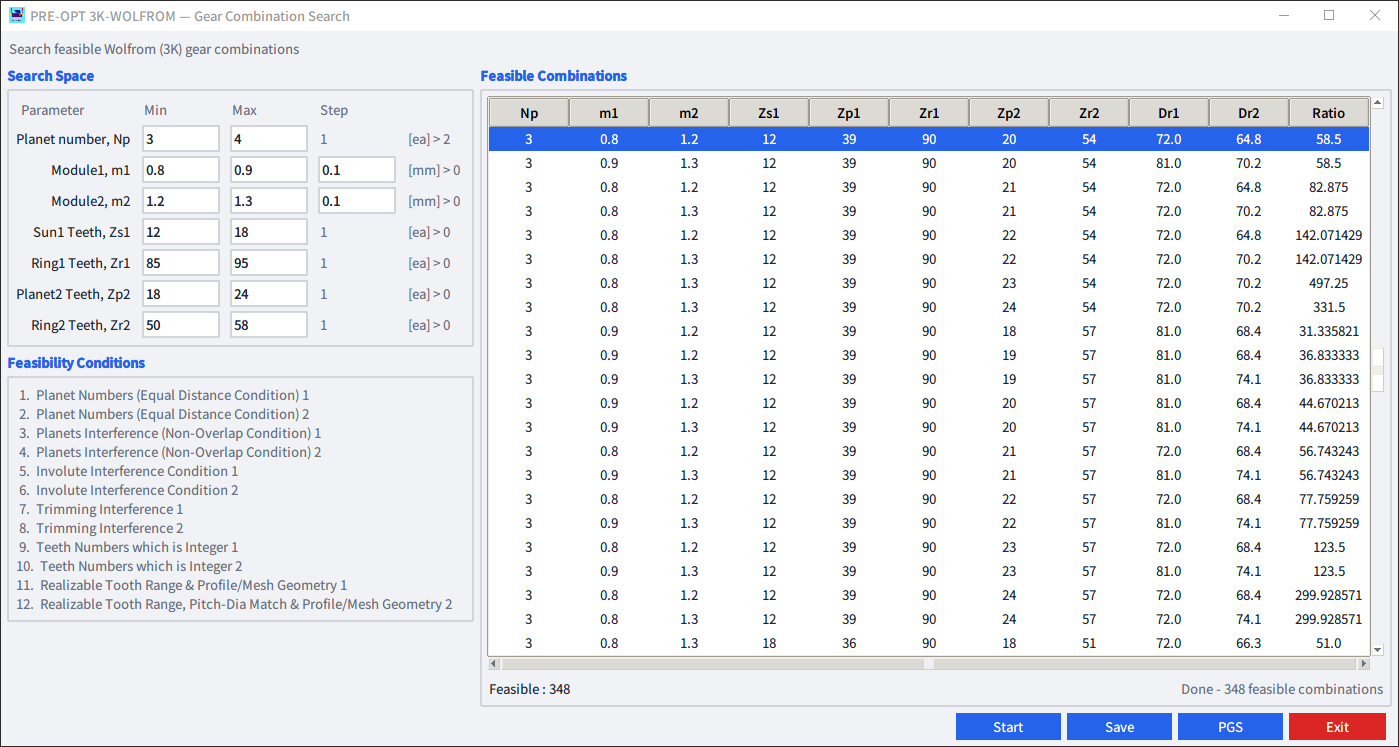 PRE-OPT 3K-WOLFROM — Gear Combination Search
Search feasible Wolfrom (3K) gear combinations
Search Space
Parameter Min Max Step
Planet number, Np 3 4 1 [ea] > 2
Module1, m1 0.8 0.9 0.1 [mm] > 0
Module2, m2 1.2 1.3 0.1 [mm] > 0
Sun1 Teeth, Zs1 12 18 1 [ea] > 0
Ring1 Teeth, Zr1 85 95 1 [ea] > 0
Planet2 Teeth, Zp2 18 24 1 [ea] > 0
Ring2 Teeth, Zr2 50 58 1 [ea] > 0
Feasibility Conditions
1. Planet Numbers (Equal Distance Condition) 1
2. Planet Numbers (Equal Distance Condition) 2
3. Planets Interference (Non-Overlap Condition) 1
4. Planets Interference (Non-Overlap Condition) 2
5. Involute Interference Condition 1
6. Involute Interference Condition 2
7. Trimming Interference 1
8. Trimming Interference 2
9. Teeth Numbers which is Integer 1
10. Teeth Numbers which is Integer 2
11. Realizable Tooth Range & Profile/Mesh Geometry 1
12. Realizable Tooth Range, Pitch-Dia Match & Profile/Mesh Geometry 2
Feasible Combinations
Np m1 m2 Zs1 Zp1 Zr1 Zp2 Zr2 Dr1 Dr2 Ratio
3 0.8 1.2 12 39 90 20 54 72.0 64.8 58.5
3 0.9 1.3 12 39 90 20 54 81.0 70.2 58.5
3 0.8 1.2 12 39 90 21 54 72.0 64.8 82.875
3 0.8 1.3 12 39 90 21 54 72.0 70.2 82.875
3 0.8 1.2 12 39 90 22 54 72.0 64.8 142.071429
3 0.8 1.3 12 39 90 22 54 72.0 70.2 142.071429
3 0.8 1.3 12 39 90 23 54 72.0 70.2 497.25
3 0.8 1.3 12 39 90 24 54 72.0 70.2 331.5
3 0.9 1.2 12 39 90 18 57 81.0 68.4 31.335821
3 0.9 1.2 12 39 90 19 57 81.0 68.4 36.833333
3 0.9 1.3 12 39 90 19 57 81.0 74.1 36.833333
3 0.9 1.2 12 39 90 20 57 81.0 68.4 44.670213
3 0.9 1.3 12 39 90 20 57 81.0 74.1 44.670213
3 0.9 1.2 12 39 90 21 57 81.0 68.4 56.743243
3 0.9 1.3 12 39 90 21 57 81.0 74.1 56.743243
3 0.8 1.2 12 39 90 22 57 72.0 68.4 77.759259
3 0.9 1.3 12 39 90 22 57 81.0 74.1 77.759259
3 0.8 1.2 12 39 90 23 57 72.0 68.4 123.5
3 0.9 1.3 12 39 90 23 57 81.0 74.1 123.5
3 0.8 1.2 12 39 90 24 57 72.0 68.4 299.928571
3 0.8 1.3 12 39 90 24 57 72.0 74.1 299.928571
3 0.8 1.3 18 36 90 18 51 72.0 66.3 51.0
Feasible : 348
Done - 348 feasible combinations
Start Save PGS Exit